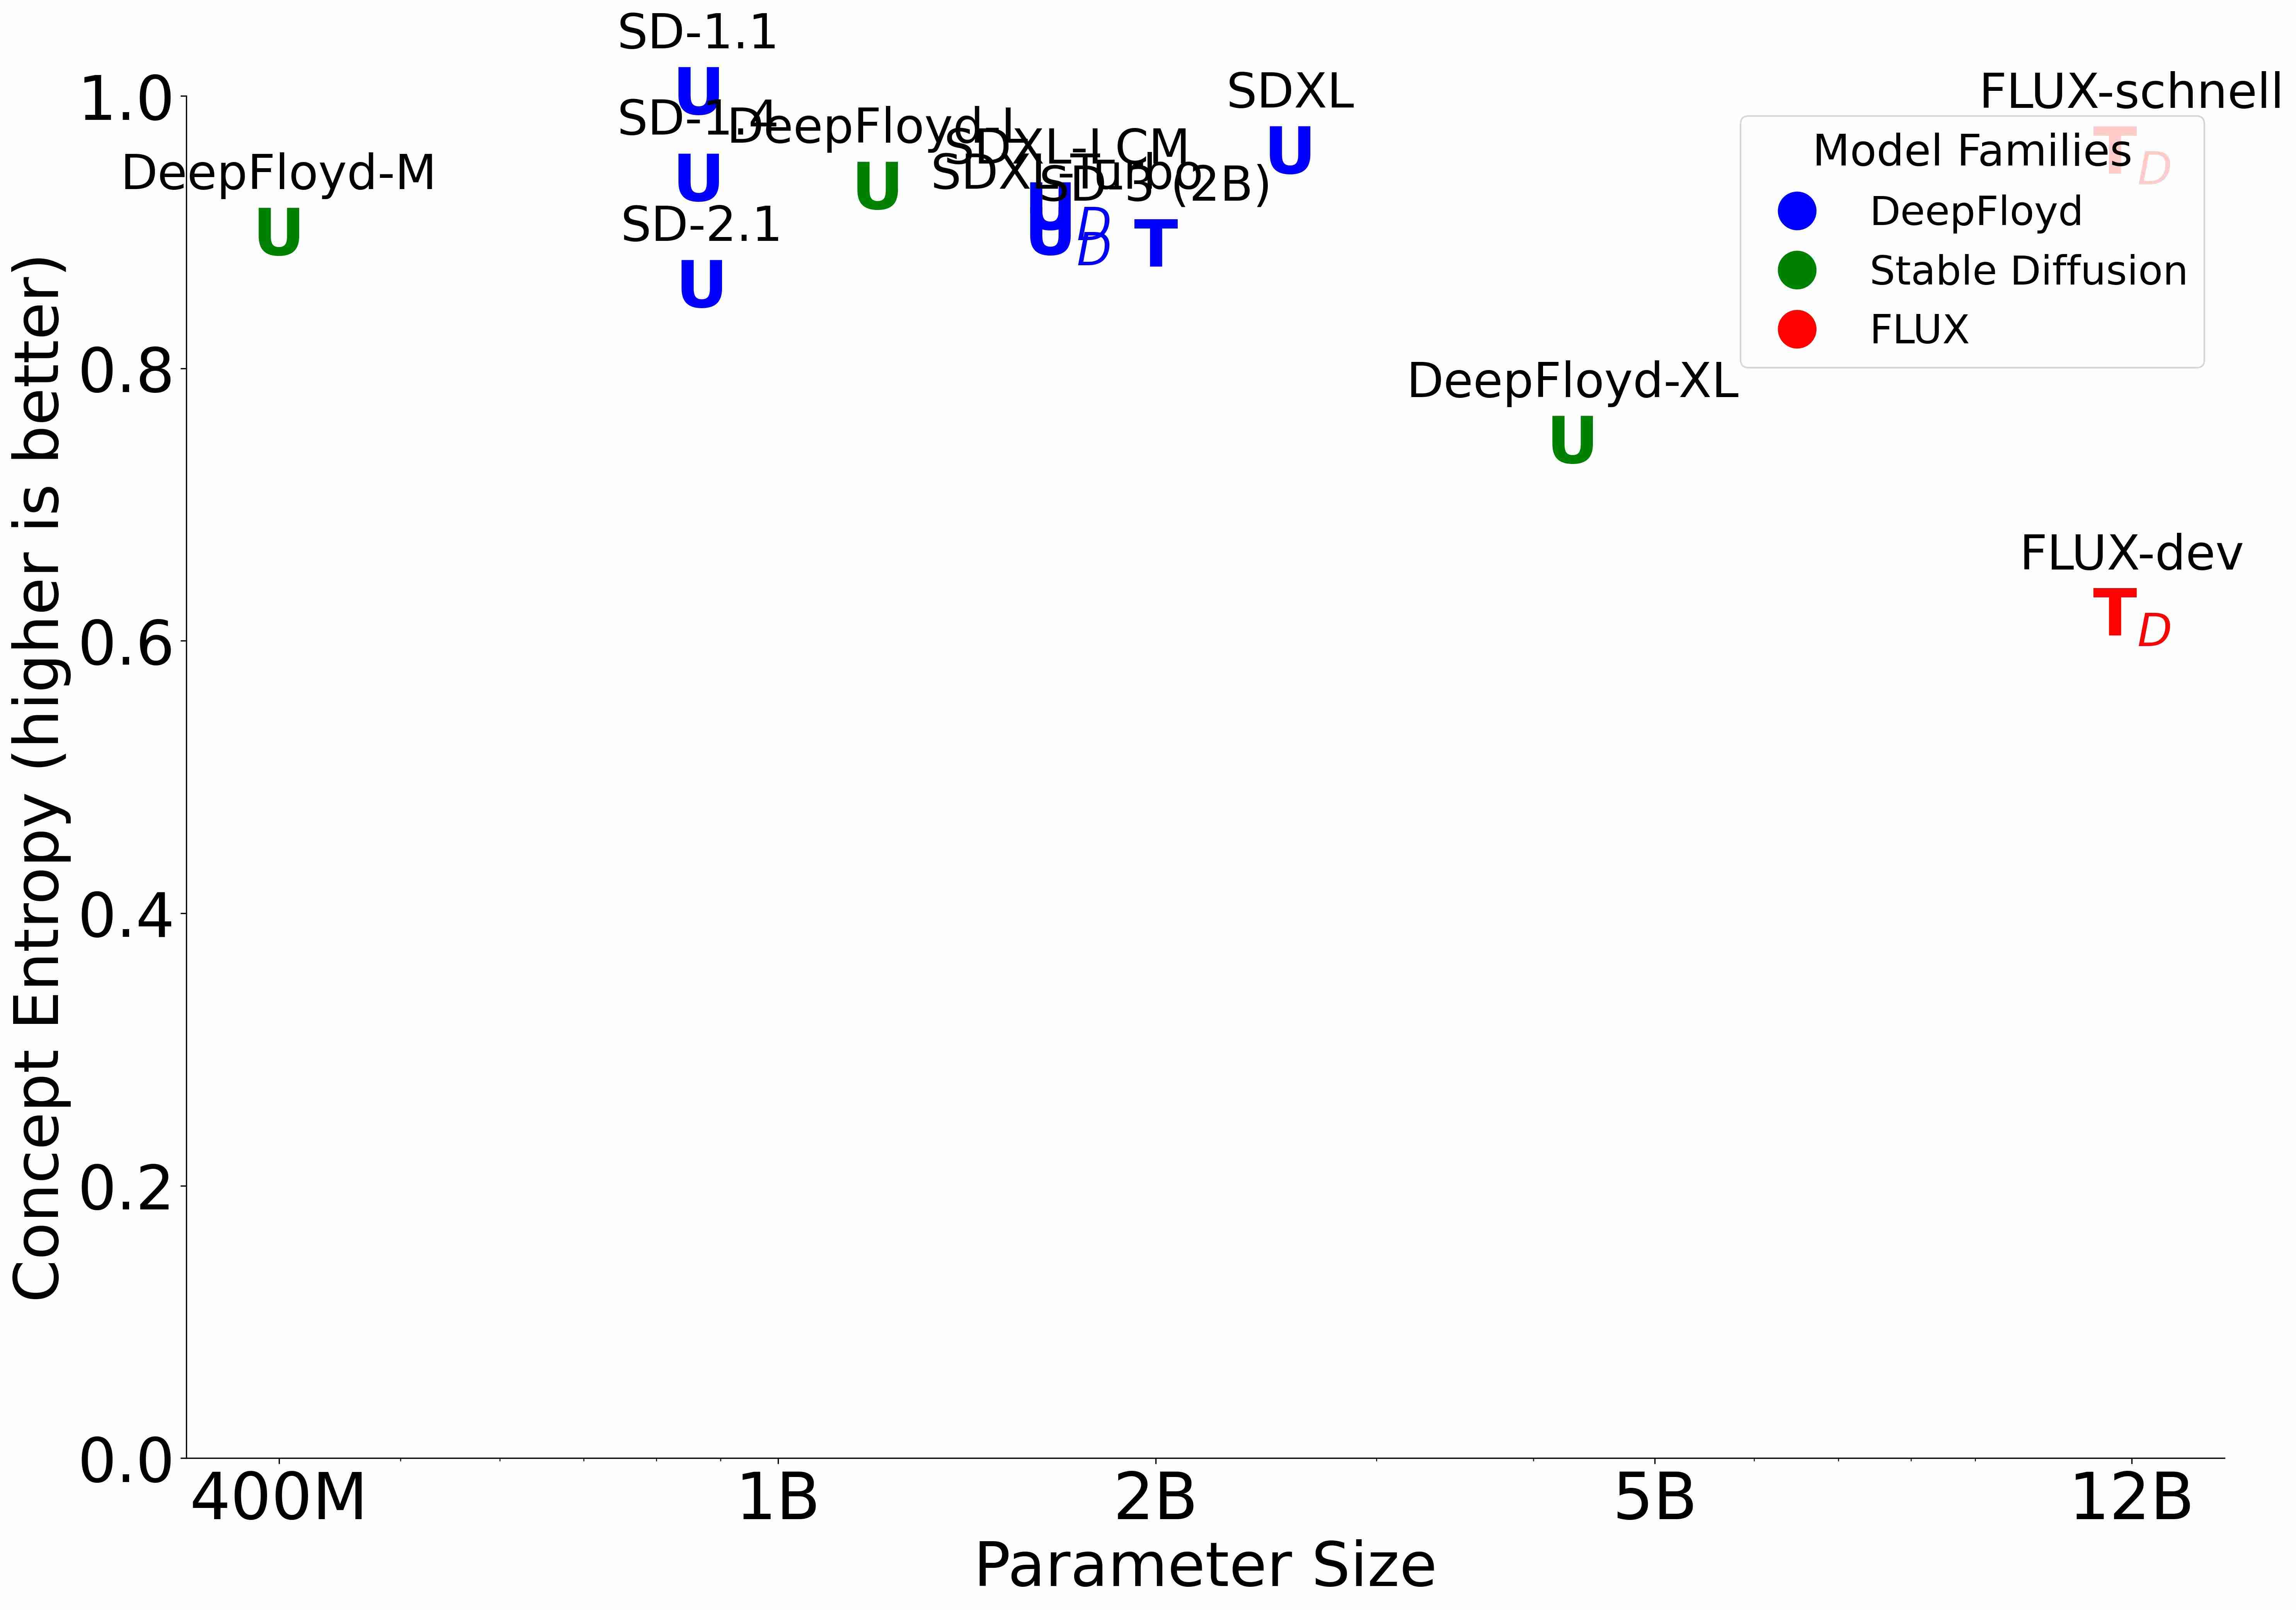 SD-1.1
U
SD-1.4
U
DeepFloyd-L
U
SDXL
U
FLUX-schnell
T D
DeepFloyd-M
U
SDXL-LCM
U D
SDXL-Turbo
U D
SD-3 (2B)
T
SD-2.1
U
Model Families
DeepFloyd
Stable Diffusion
FLUX
DeepFloyd-XL
U
FLUX-dev
T D
Concept Entropy (higher is better)
1.0
0.8
0.6
0.4
0.2
0.0
400M 1B 2B 5B 12B
Parameter Size